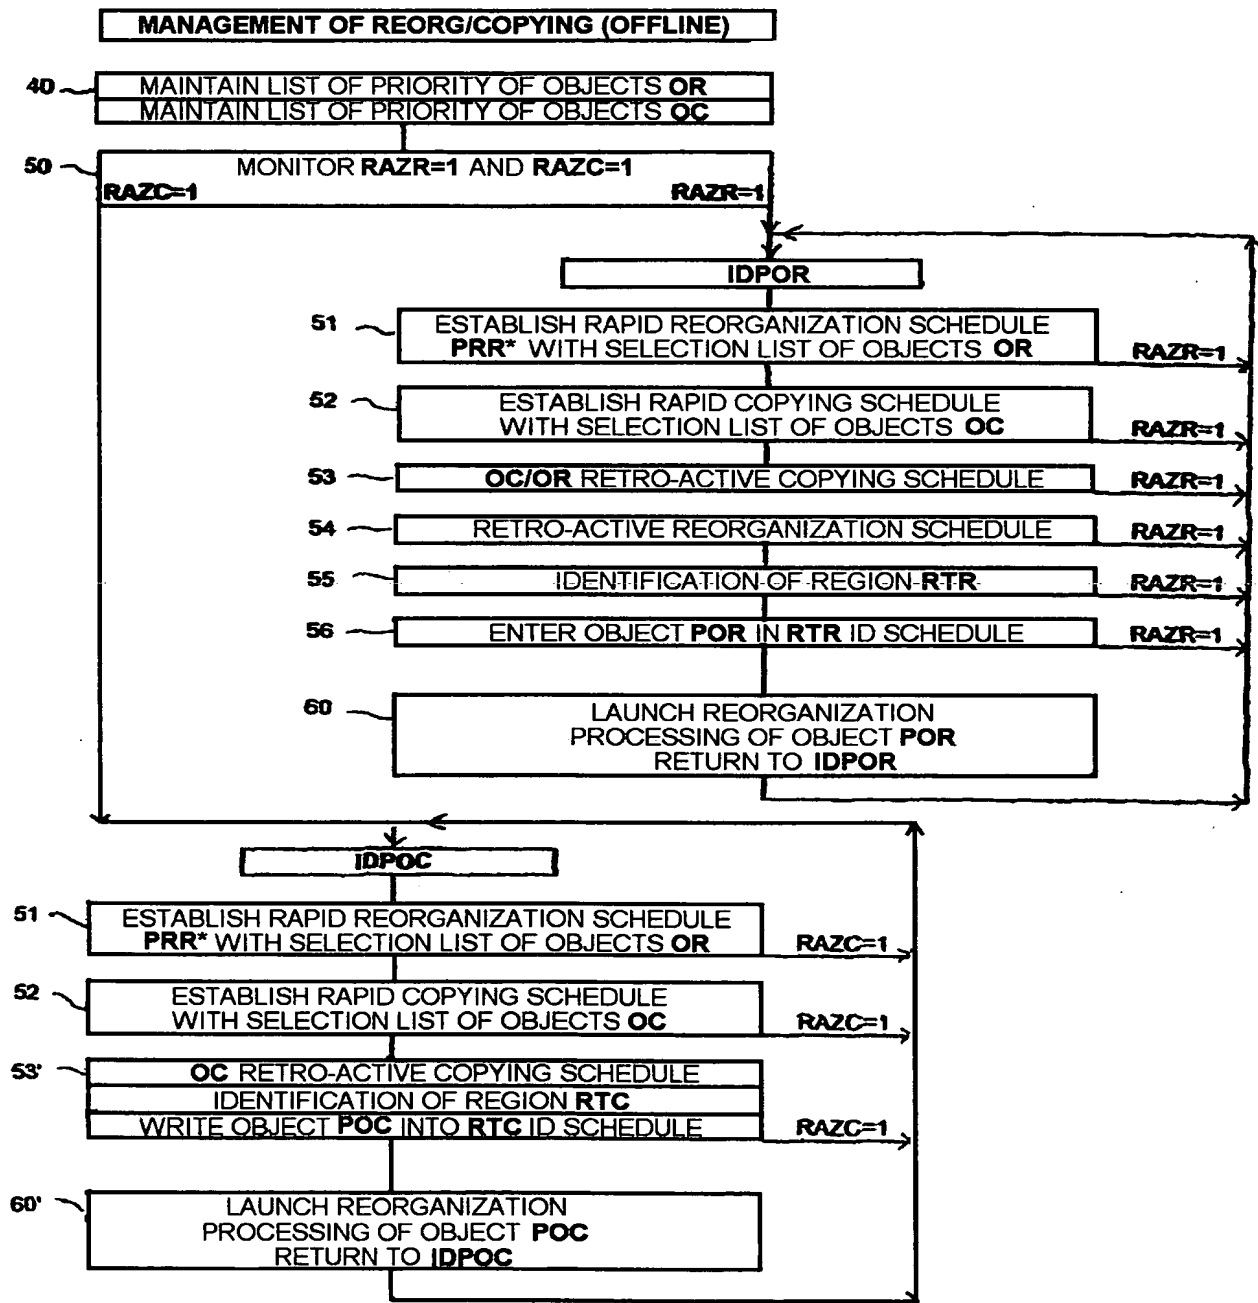 MANAGEMENT OF REORG/COPYING (OFFLINE)
40
MAINTAIN LIST OF PRIORITY OF OBJECTS OR
MAINTAIN LIST OF PRIORITY OF OBJECTS OC
50
MONITOR RAZR=1 AND RAZC=1
RAZC=1 RAZR=1
IDPOR
51
ESTABLISH RAPID REORGANIZATION SCHEDULE
PRR* WITH SELECTION LIST OF OBJECTS OR
RAZR=1
52
ESTABLISH RAPID COPYING SCHEDULE
WITH SELECTION LIST OF OBJECTS OC
RAZR=1
53
OC/OR RETRO-ACTIVE COPYING SCHEDULE
RAZR=1
54
RETRO-ACTIVE REORGANIZATION SCHEDULE
RAZR=1
55
IDENTIFICATION OF REGION RTR
RAZR=1
56
ENTER OBJECT POR IN RTR ID SCHEDULE
RAZR=1
60
LAUNCH REORGANIZATION
PROCESSING OF OBJECT POR
RETURN TO IDPOR
IDPOC
51
ESTABLISH RAPID REORGANIZATION SCHEDULE
PRR* WITH SELECTION LIST OF OBJECTS OR
RAZC=1
52
ESTABLISH RAPID COPYING SCHEDULE
WITH SELECTION LIST OF OBJECTS OC
RAZC=1
53'
OC RETRO-ACTIVE COPYING SCHEDULE
IDENTIFICATION OF REGION RTC
WRITE OBJECT POC INTO RTC ID SCHEDULE
RAZC=1
60'
LAUNCH REORGANIZATION
PROCESSING OF OBJECT POC
RETURN TO IDPOC